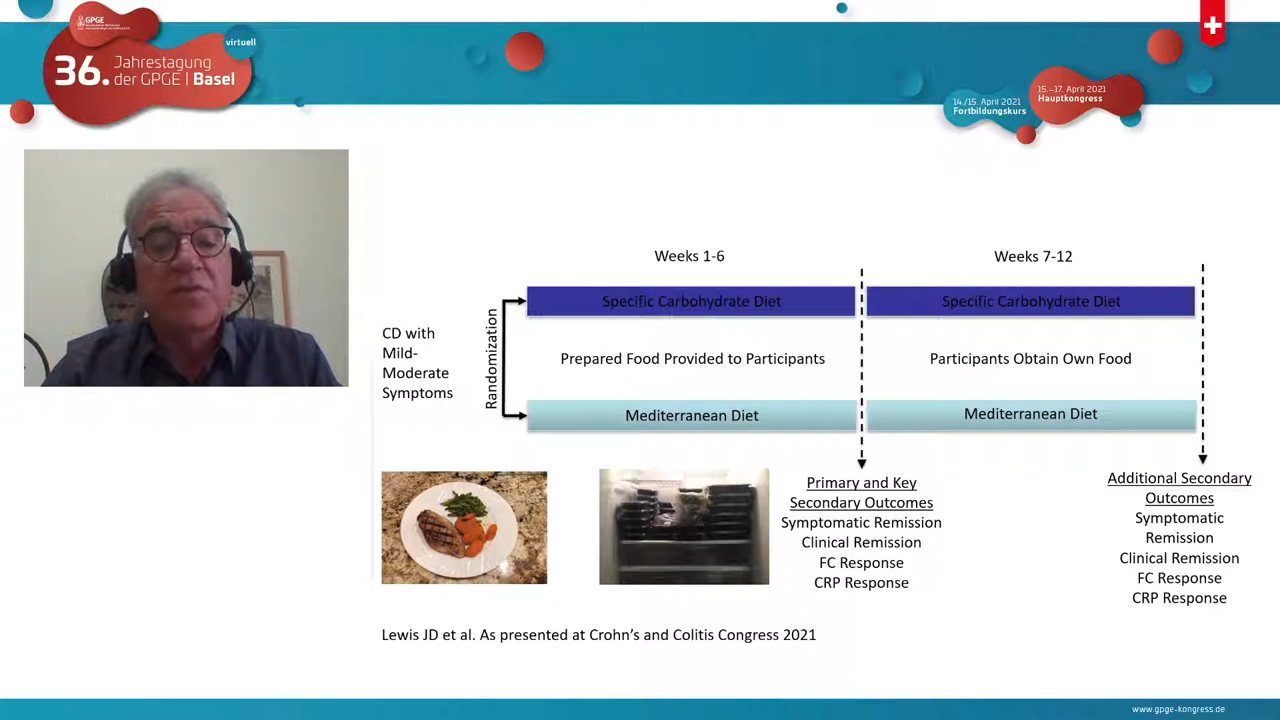 GPGE
virtuell
36. Jahrestagung
der GPGE | Basel
15.–17. April 2021
Hauptkongress
14./15. April 2021
Fortbildungskurs
Weeks 1-6
Weeks 7-12
Specific Carbohydrate Diet
Specific Carbohydrate Diet
CD with
Mild-
Moderate
Symptoms
Randomization
Prepared Food Provided to Participants
Participants Obtain Own Food
Mediterranean Diet
Mediterranean Diet
Primary and Key
Secondary Outcomes
Symptomatic Remission
Clinical Remission
FC Response
CRP Response
Additional Secondary
Outcomes
Symptomatic
Remission
Clinical Remission
FC Response
CRP Response
Lewis JD et al. As presented at Crohn’s and Colitis Congress 2021
www.gpge-kongress.de